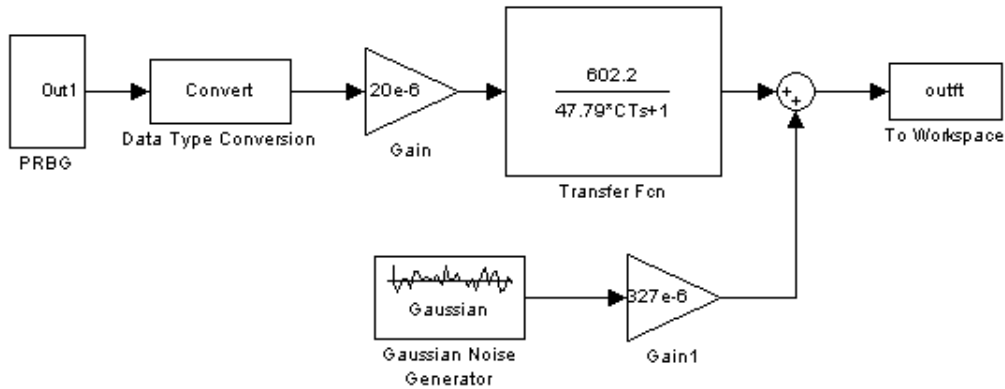 Out1
PRBG
Convert
Data Type Conversion
20e-6
Gain
602.2
47.79*CTs+1
Transfer Fcn
+
+
outft
To Workspace
Gaussian
Gaussian Noise
Generator
327e-6
Gain1